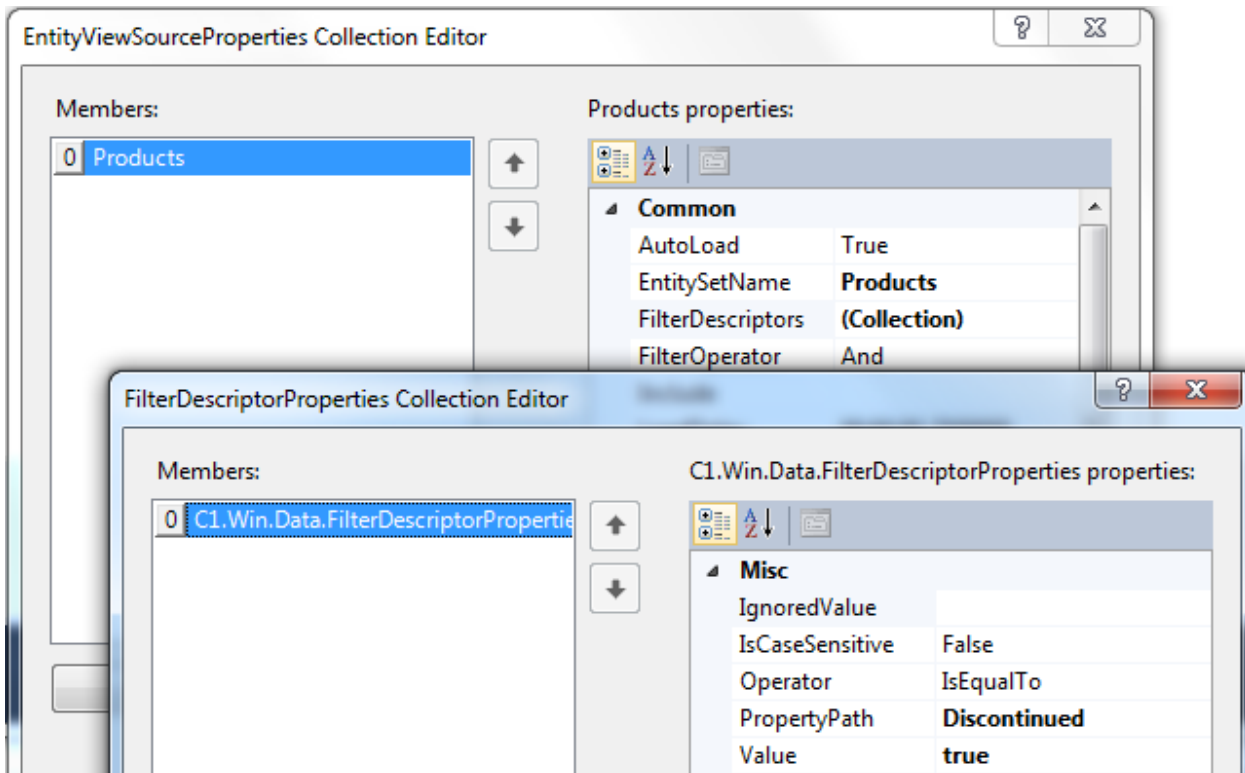 EntityViewSourceProperties Collection Editor
Members:
Products properties:
0 Products
Common
AutoLoad True
EntitySetName Products
FilterDescriptors (Collection)
FilterOperator And
Include
FilterDescriptorProperties Collection Editor
Members:
C1.Win.Data.FilterDescriptorProperties properties:
0 C1.Win.Data.FilterDescriptorPropertie
Misc
IgnoredValue
IsCaseSensitive False
Operator IsEqualTo
PropertyPath Discontinued
Value true